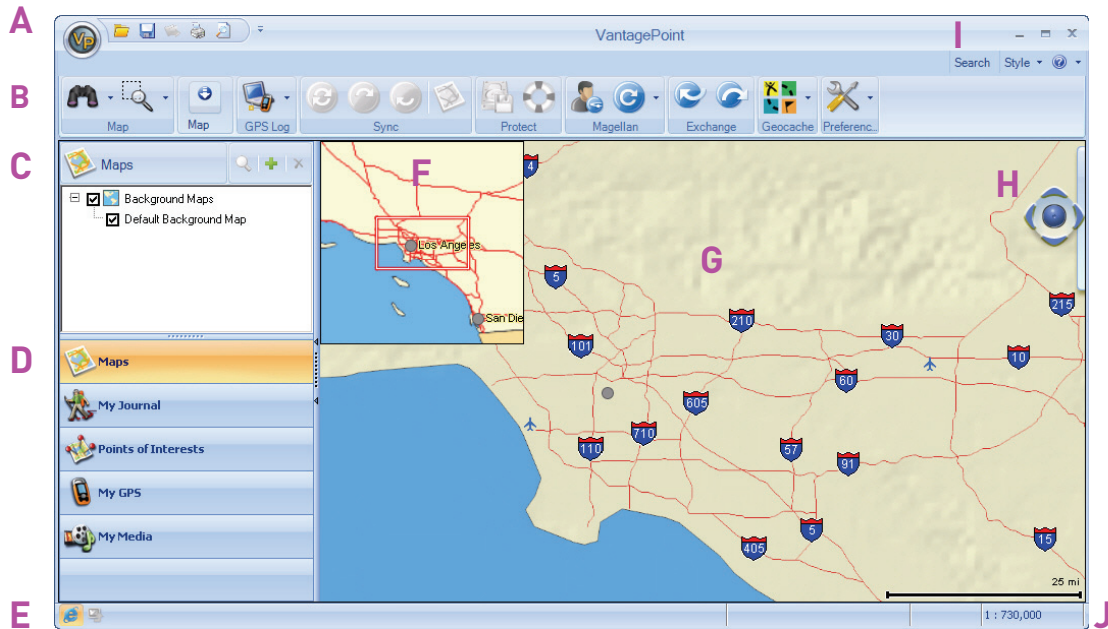 A
Vp
VantagePoint
I
Search Style
B
Map Map GPS Log Sync Protect Magellan Exchange Geocache Preferenc...
C
Maps
F
H
Background Maps
Default Background Map
Los Angeles
San Die
4
G
5
215
210
30
101
10
D
Maps
60
605
My Journal
710
110
57
91
Points of Interests
My GPS
5
405
15
My Media
25 mi
E
1 : 730,000
J